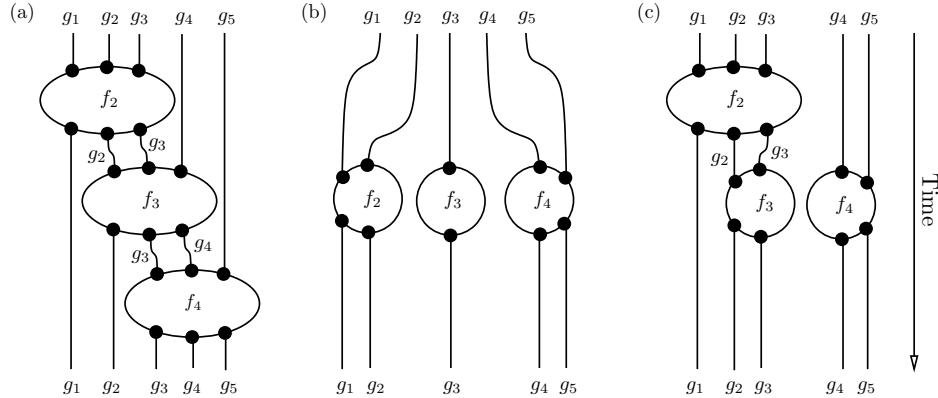 (a) (b) (c)
g₁ g₂ g₃ g₄ g₅ g₁ g₂ g₃ g₄ g₅ g₁ g₂ g₃ g₄ g₅
f₂ f₂
g₂ g₃ g₂ g₃
f₃ f₂ f₃ f₄ f₃ f₄
Time
g₃ g₄
f₄
g₁ g₂ g₃ g₄ g₅ g₁ g₂ g₃ g₄ g₅ g₁ g₂ g₃ g₄ g₅